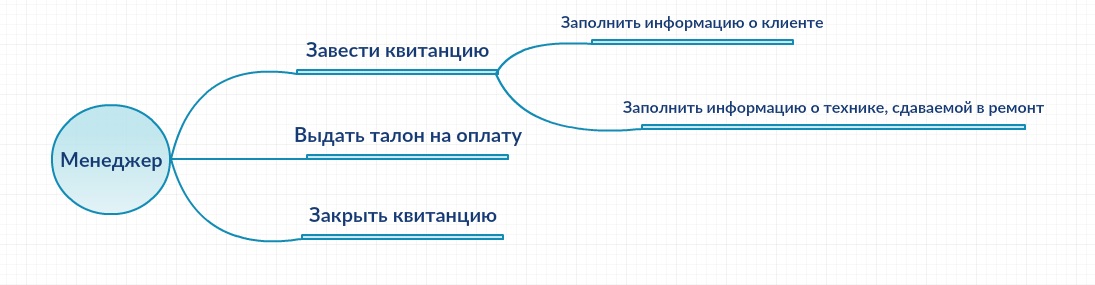 Заполнить информацию о клиенте
Завести квитанцию
Заполнить информацию о технике, сдаваемой в ремонт
Выдать талон на оплату
Менеджер
Закрыть квитанцию